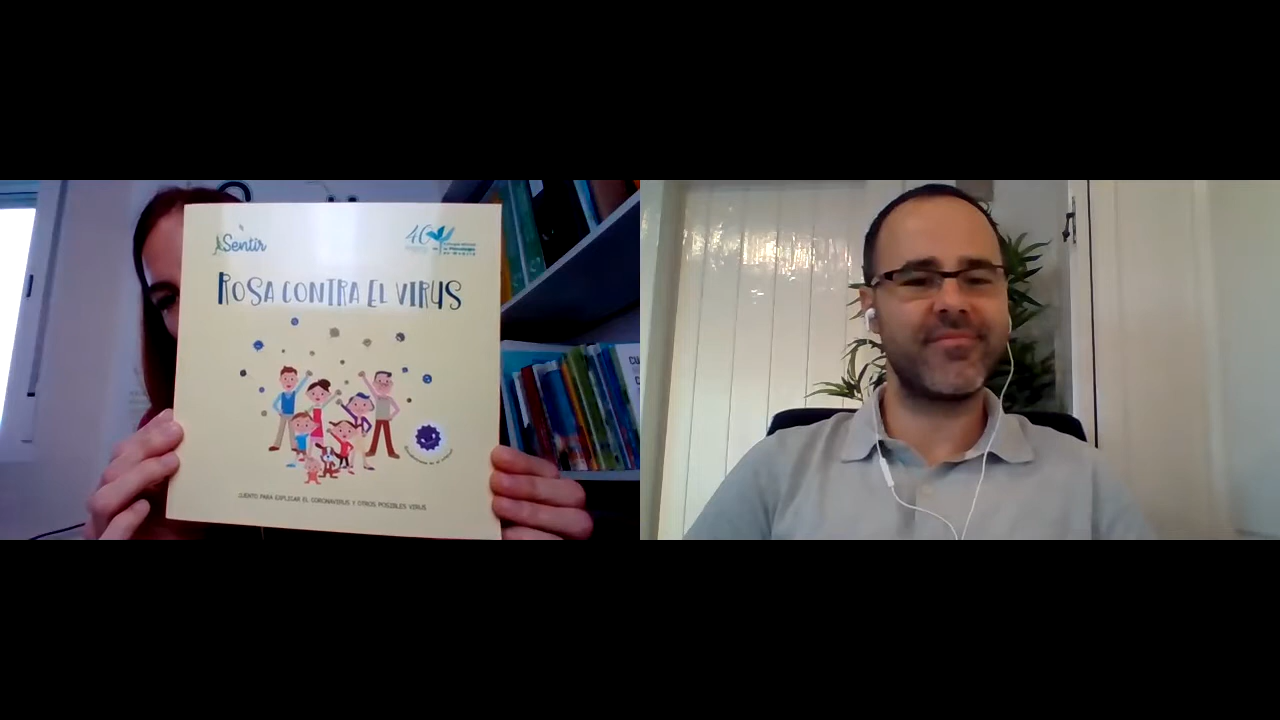 Sentir
40
ROSA CONTRA EL VIRUS
CUENTO PARA EXPLICAR EL CORONAVIRUS Y OTROS POSIBLES VIRUS